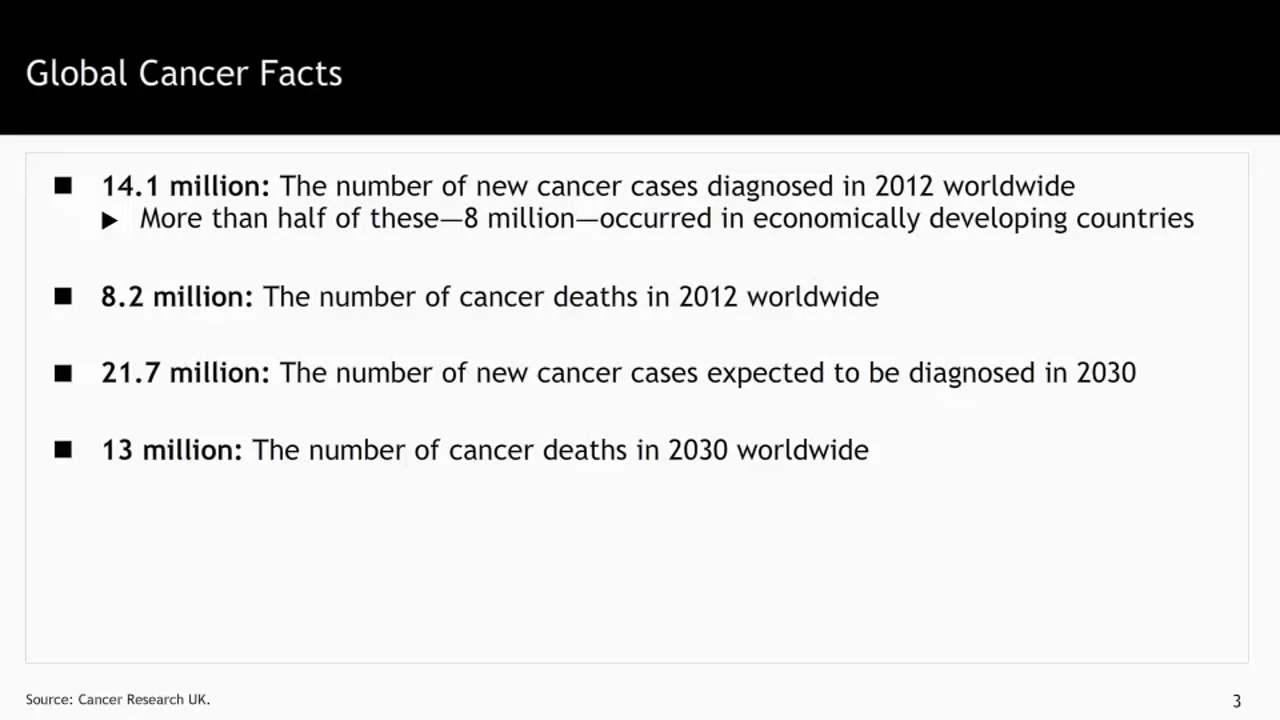 Global Cancer Facts
■ 14.1 million: The number of new cancer cases diagnosed in 2012 worldwide
▶ More than half of these—8 million—occurred in economically developing countries
■ 8.2 million: The number of cancer deaths in 2012 worldwide
■ 21.7 million: The number of new cancer cases expected to be diagnosed in 2030
■ 13 million: The number of cancer deaths in 2030 worldwide
Source: Cancer Research UK.
3